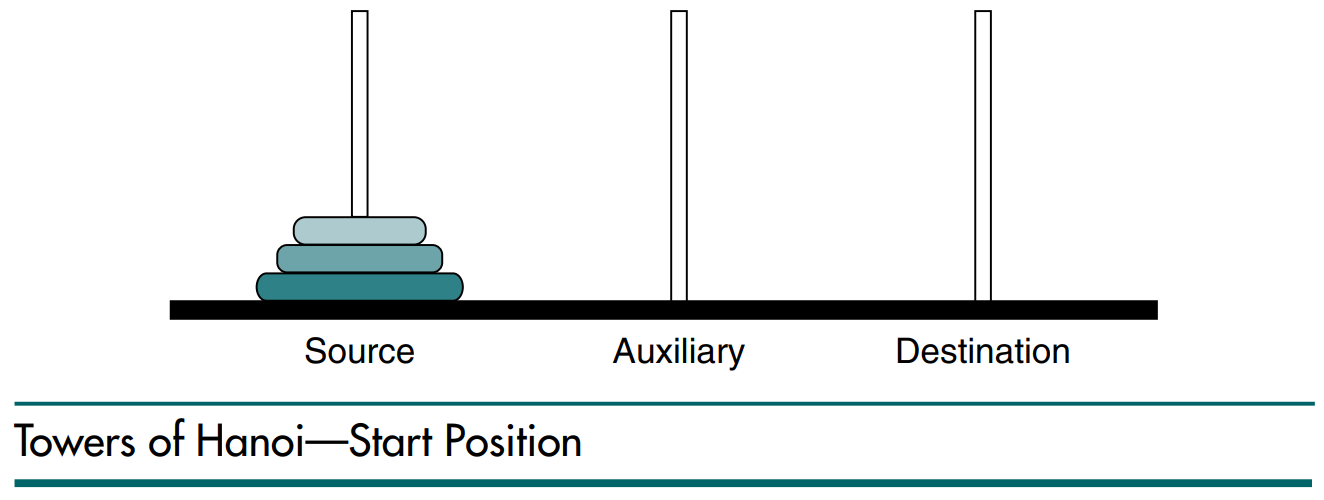 Source Auxiliary Destination
Towers of Hanoi—Start Position